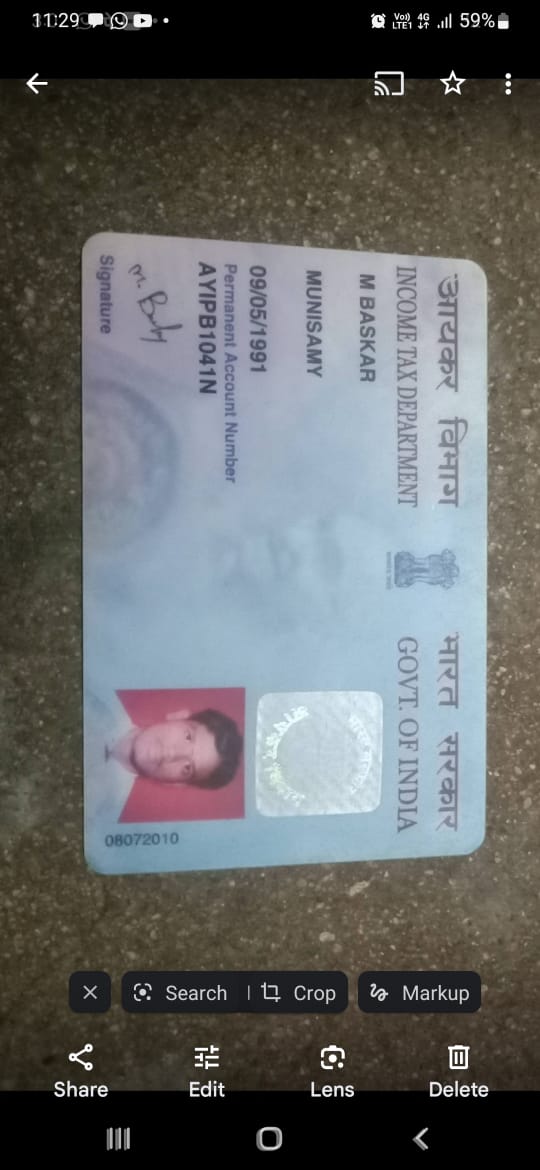 11:29
Vo)) 4G
LTE1
59%
आयकर विभाग
भारत सरकार
INCOME TAX DEPARTMENT
GOVT. OF INDIA
M BASKAR
MUNISAMY
09/05/1991
Permanent Account Number
AYIPB1041N
Signature
08072010
Search
Crop
Markup
Share
Edit
Lens
Delete